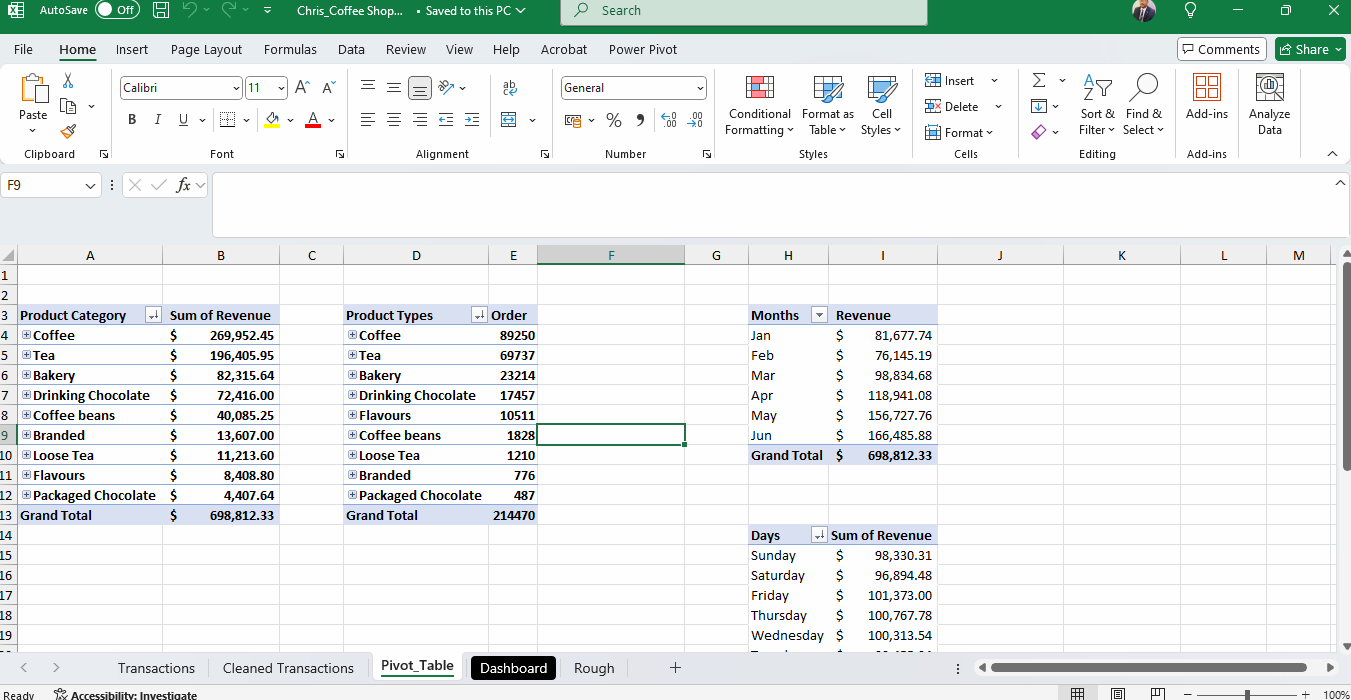 AutoSave Off Chris_Coffee Shop... • Saved to this PC Search
File Home Insert Page Layout Formulas Data Review View Help Acrobat Power Pivot Comments Share
Calibri 11 General
Paste
B I U A
Conditional Formatting
Format as Table
Cell Styles
Insert
Delete
Format
Sort & Filter
Find & Select
Add-ins
Analyze Data
Clipboard Font Alignment Number Styles Cells Editing Add-ins
F9 fx
A B C D E F G H I J K L M
1
2
3 Product Category Sum of Revenue Product Types Order Months Revenue
4 Coffee $ 269,952.45 Coffee 89250 Jan $ 81,677.74
5 Tea $ 196,405.95 Tea 69737 Feb $ 76,145.19
6 Bakery $ 82,315.64 Bakery 23214 Mar $ 98,834.68
7 Drinking Chocolate $ 72,416.00 Drinking Chocolate 17457 Apr $ 118,941.08
8 Coffee beans $ 40,085.25 Flavours 10511 May $ 156,727.76
9 Branded $ 13,607.00 Coffee beans 1828 Jun $ 166,485.88
10 Loose Tea $ 11,213.60 Loose Tea 1210 Grand Total $ 698,812.33
11 Flavours $ 8,408.80 Branded 776
12 Packaged Chocolate $ 4,407.64 Packaged Chocolate 487
13 Grand Total $ 698,812.33 Grand Total 214470
14 Days Sum of Revenue
15 Sunday $ 98,330.31
16 Saturday $ 96,894.48
17 Friday $ 101,373.00
18 Thursday $ 100,767.78
19 Wednesday $ 100,313.54
Transactions Cleaned Transactions Pivot_Table Dashboard Rough
Ready Accessibility: Investigate 100%